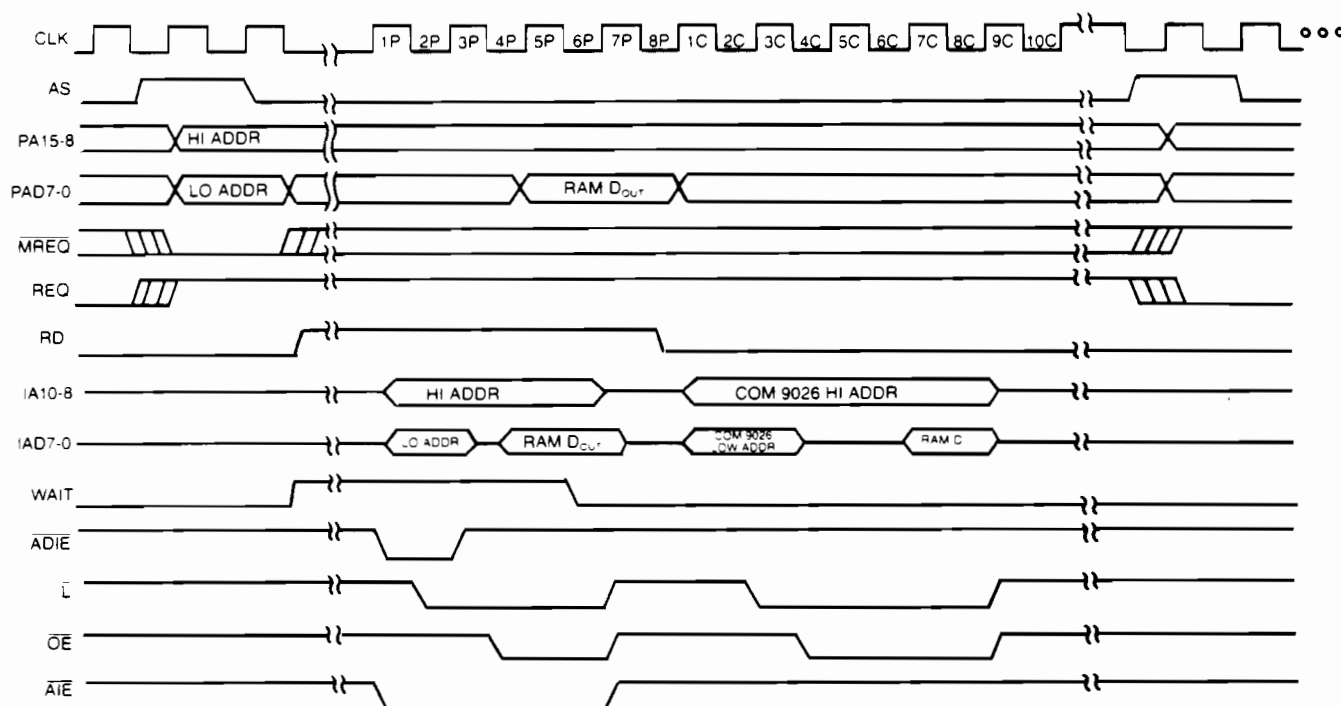 CLK 1P 2P 3P 4P 5P 6P 7P 8P 1C 2C 3C 4C 5C 6C 7C 8C 9C 10C
AS
PA15-8 HI ADDR
PAD7-0 LO ADDR RAM DOUT
MREQ
REQ
RD
IA10-8 HI ADDR COM 9026 HI ADDR
IAD7-0 LO ADDR RAM DOUT COM 9026 LOW ADDR RAM D
WAIT
ADIE
L
OE
AIE